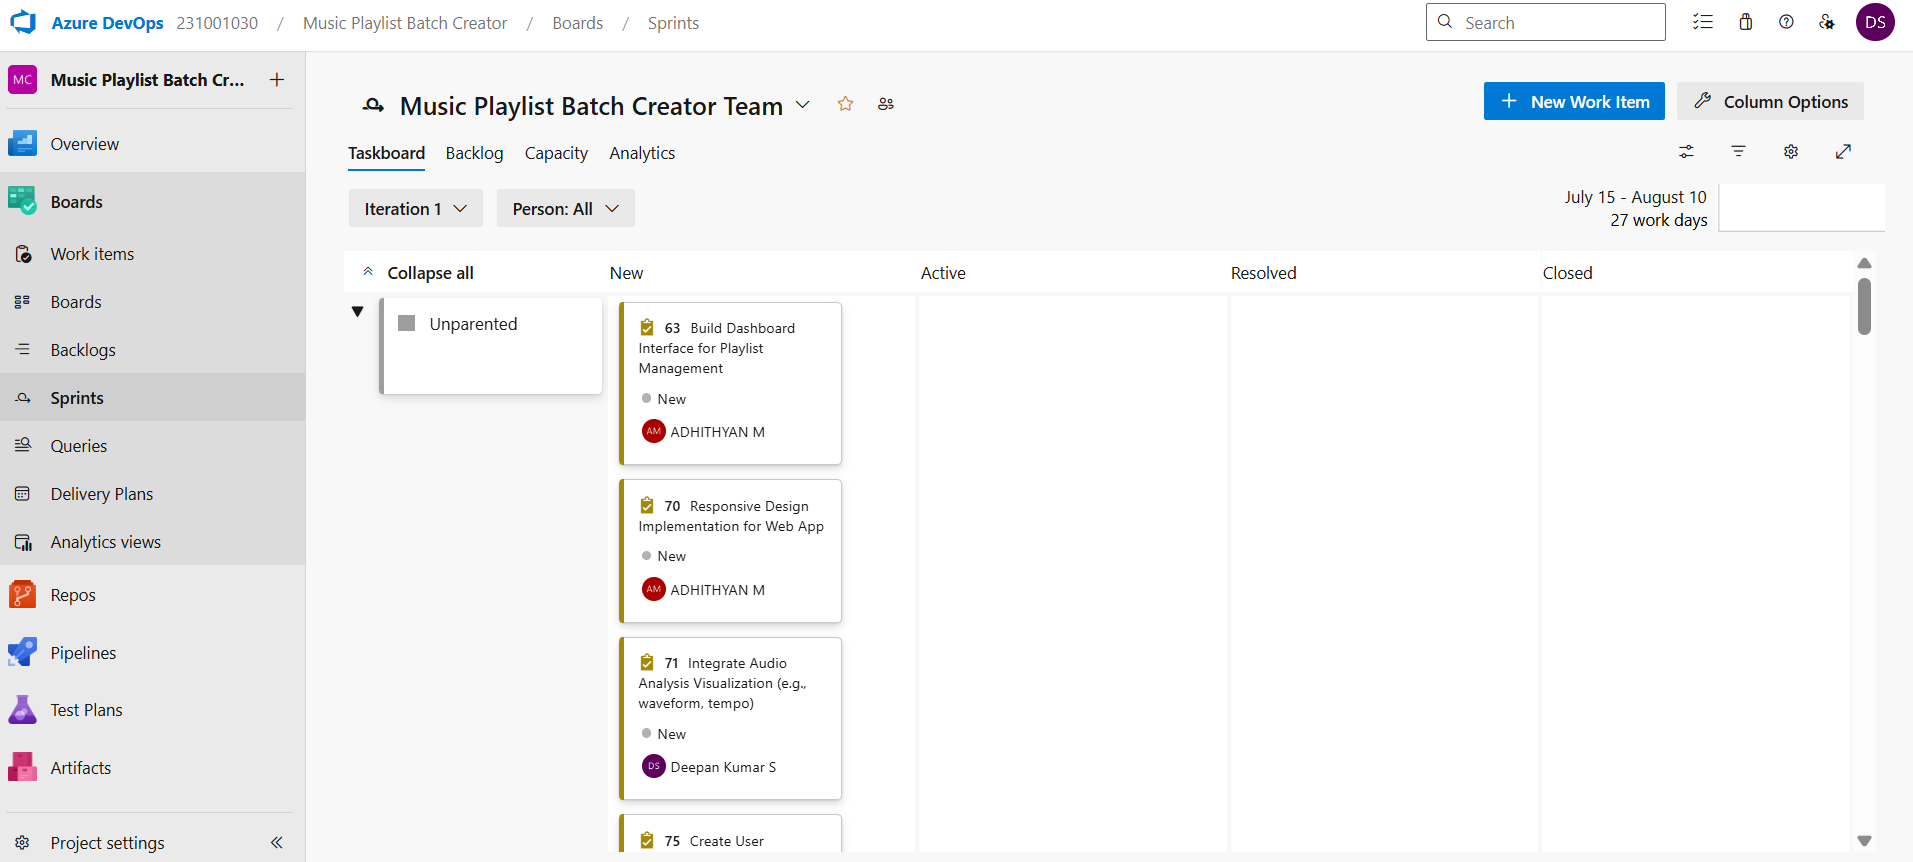 Azure DevOps 231001030 / Music Playlist Batch Creator / Boards / Sprints
Search
DS
MC Music Playlist Batch Cr...
Overview
Boards
Work items
Boards
Backlogs
Sprints
Queries
Delivery Plans
Analytics views
Repos
Pipelines
Test Plans
Artifacts
Project settings
Music Playlist Batch Creator Team
New Work Item
Column Options
Taskboard Backlog Capacity Analytics
Iteration 1
Person: All
July 15 - August 10
27 work days
Collapse all New Active Resolved Closed
Unparented
63 Build Dashboard
Interface for Playlist
Management
New
AM ADHITHYAN M
70 Responsive Design
Implementation for Web App
New
AM ADHITHYAN M
71 Integrate Audio
Analysis Visualization (e.g.,
waveform, tempo)
New
DS Deepan Kumar S
75 Create User